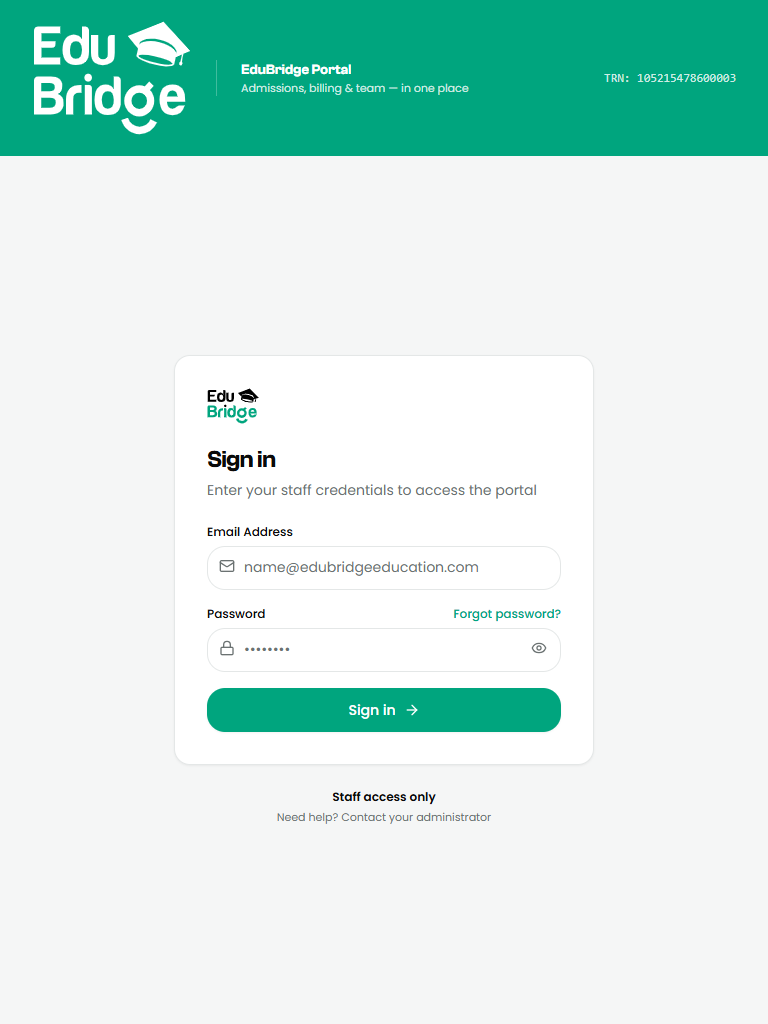 Edu
Bridge
EduBridge Portal
Admissions, billing & team — in one place
TRN: 105215478600003
Edu
Bridge
Sign in
Enter your staff credentials to access the portal
Email Address
name@edubridgeeducation.com
Password
Forgot password?
••••••••
Sign in →
Staff access only
Need help? Contact your administrator